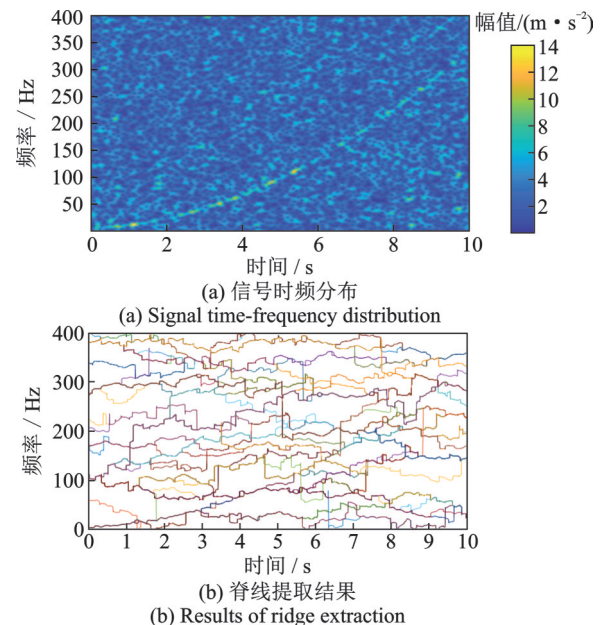 幅值/(m·s⁻²)
400
350
300
250
200
150
100
50
频率 / Hz
14
12
10
8
6
4
2
0 2 4 6 8 10
时间 / s
(a) 信号时频分布
(a) Signal time-frequency distribution
400
300
200
100
0
频率 / Hz
0 1 2 3 4 5 6 7 8 9 10
时间 / s
(b) 脊线提取结果
(b) Results of ridge extraction